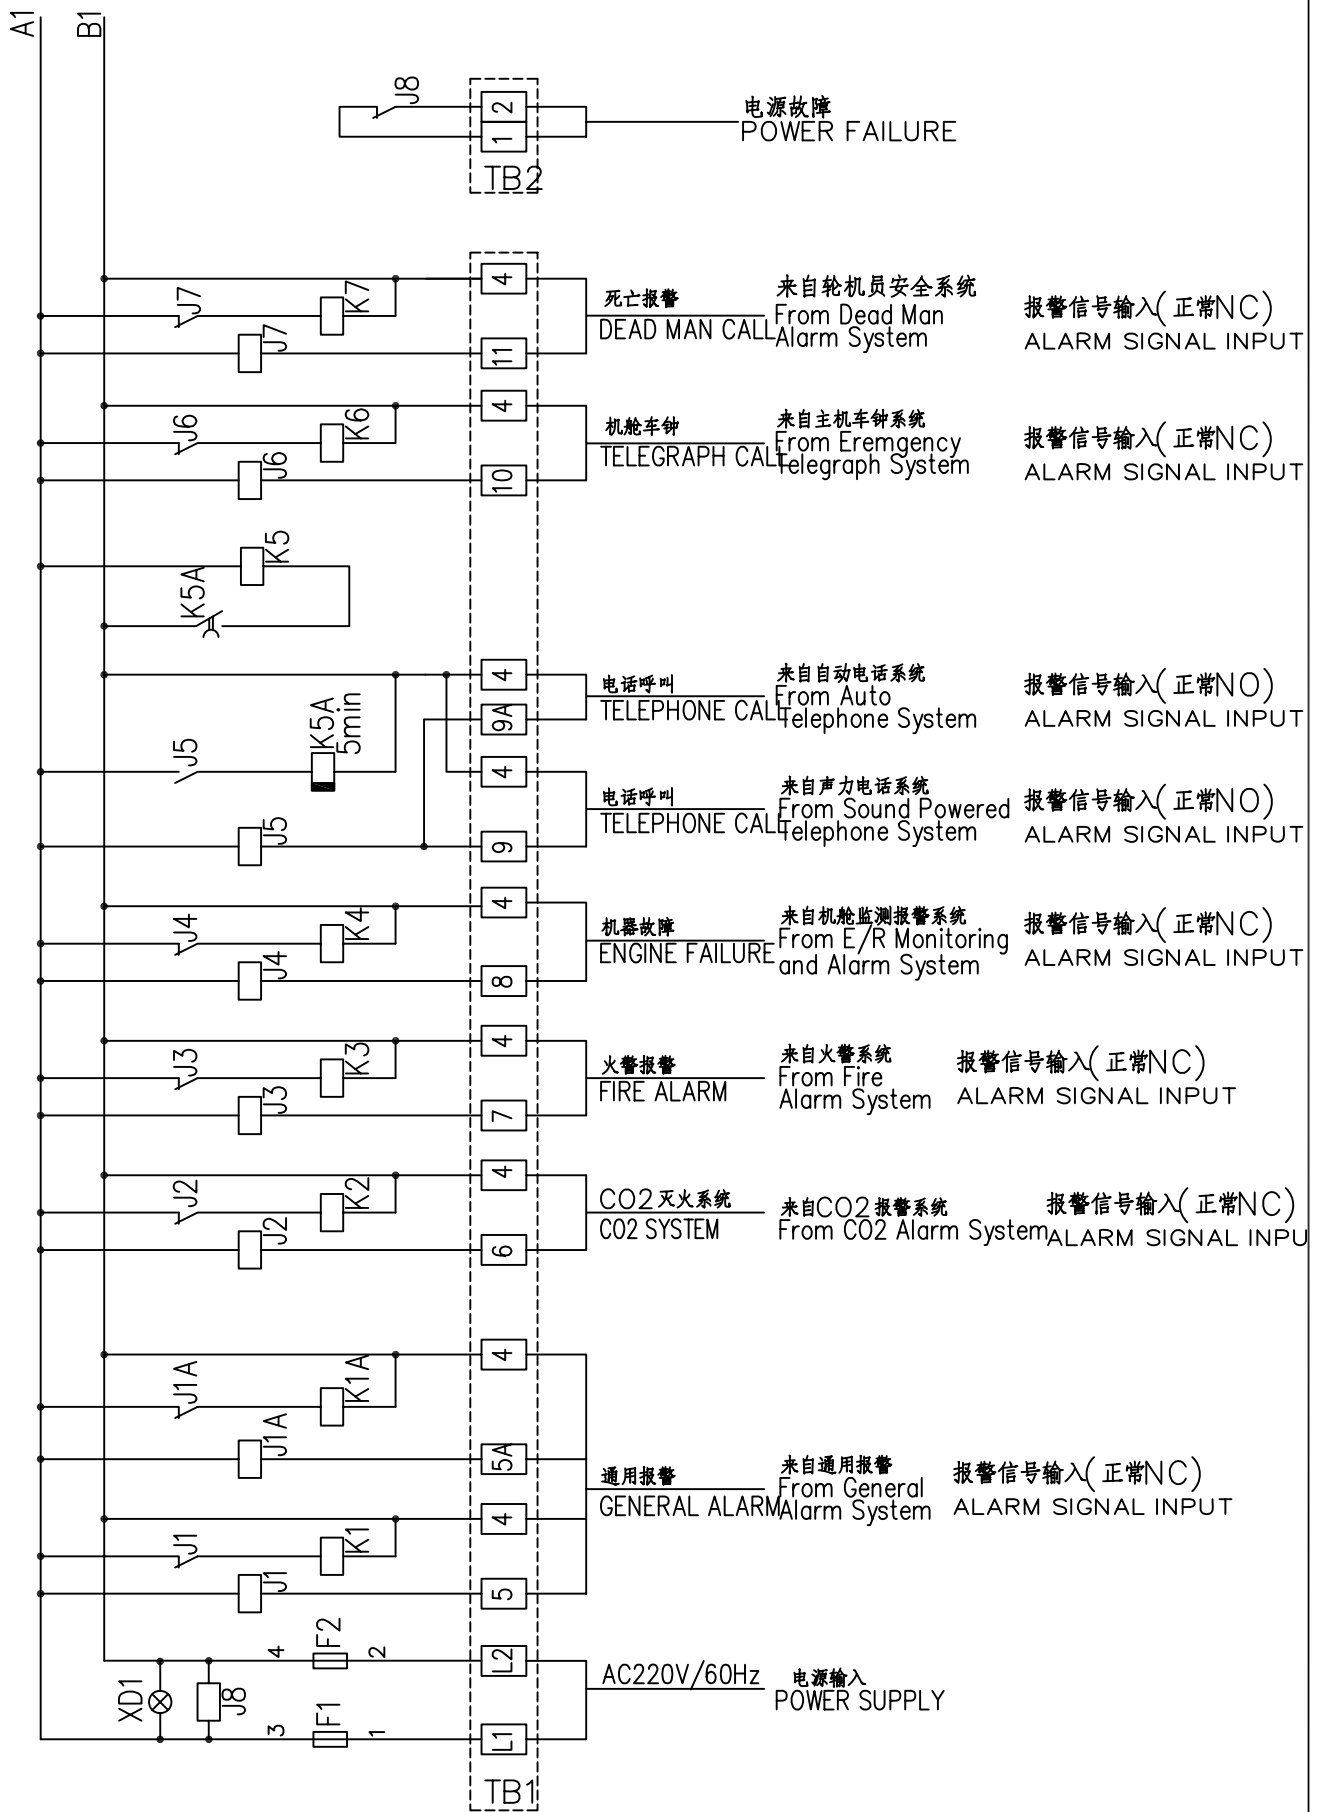 A1
B1
J8
2
1
TB2
电源故障
POWER FAILURE
J7
K7
J7
4
11
死亡报警
DEAD MAN CALL
来自轮机员安全系统
From Dead Man
Alarm System
报警信号输入(正常NC)
ALARM SIGNAL INPUT
J6
K6
J6
4
10
机舱车钟
TELEGRAPH CALL
来自主机车钟系统
From Eremgency
Telegraph System
报警信号输入(正常NC)
ALARM SIGNAL INPUT
K5
K5A
J5
K5A
5min
J5
4
9A
电话呼叫
TELEPHONE CALL
来自自动电话系统
From Auto
Telephone System
报警信号输入(正常NO)
ALARM SIGNAL INPUT
4
9
电话呼叫
TELEPHONE CALL
来自声力电话系统
From Sound Powered
Telephone System
报警信号输入(正常NO)
ALARM SIGNAL INPUT
J4
K4
J4
4
8
机器故障
ENGINE FAILURE
来自机舱监测报警系统
From E/R Monitoring
and Alarm System
报警信号输入(正常NC)
ALARM SIGNAL INPUT
J3
K3
J3
4
7
火警报警
FIRE ALARM
来自火警系统
From Fire
Alarm System
报警信号输入(正常NC)
ALARM SIGNAL INPUT
J2
K2
J2
4
6
CO2灭火系统
CO2 SYSTEM
来自CO2报警系统
From CO2 Alarm System
报警信号输入(正常NC)
ALARM SIGNAL INPU
J1A
K1A
J1A
4
5A
J1
K1
J1
4
5
通用报警
GENERAL ALARM
来自通用报警
From General
Alarm System
报警信号输入(正常NC)
ALARM SIGNAL INPUT
XD1
J8
4
F2
2
L2
3
F1
1
L1
AC220V/60Hz
电源输入
POWER SUPPLY
TB1